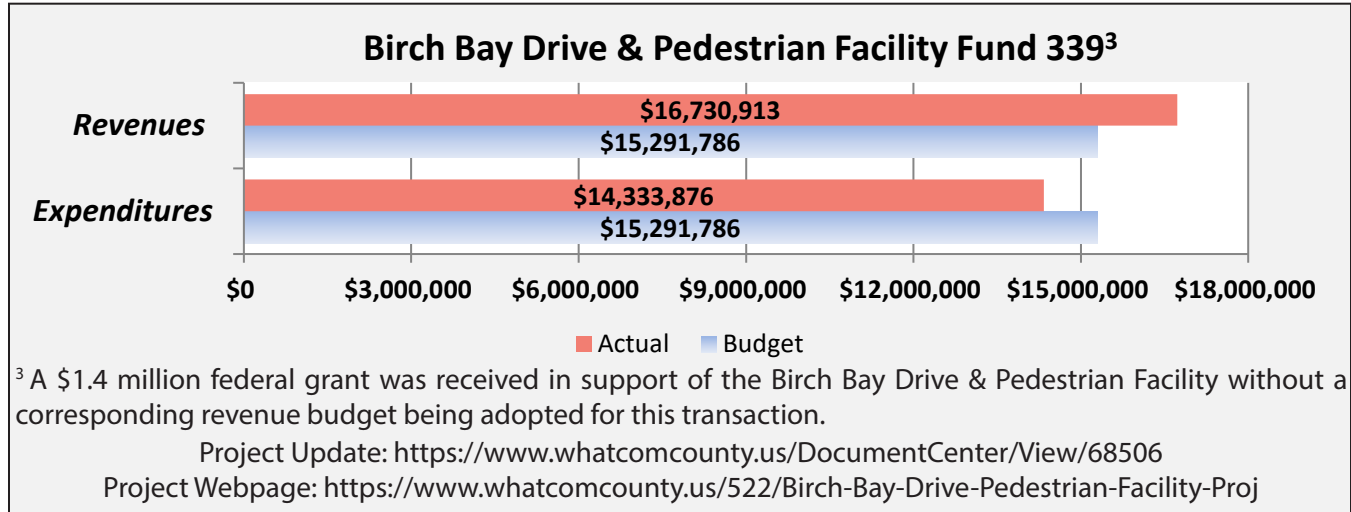 Birch Bay Drive & Pedestrian Facility Fund 339³
Revenues
$16,730,913
$15,291,786
Expenditures
$14,333,876
$15,291,786
$0 $3,000,000 $6,000,000 $9,000,000 $12,000,000 $15,000,000 $18,000,000
Actual Budget
³ A $1.4 million federal grant was received in support of the Birch Bay Drive & Pedestrian Facility without a
corresponding revenue budget being adopted for this transaction.
Project Update: https://www.whatcomcounty.us/DocumentCenter/View/68506
Project Webpage: https://www.whatcomcounty.us/522/Birch-Bay-Drive-Pedestrian-Facility-Proj